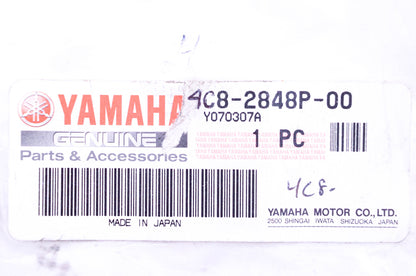 YAMAHA
GENUINE
Parts & Accessories
MADE IN JAPAN
4C8-2848P-00
Y070307A
1 PC
4C8-
YAMAHA MOTOR CO.,LTD.
2500 SHINGAI IWATA SHIZUOKA JAPAN